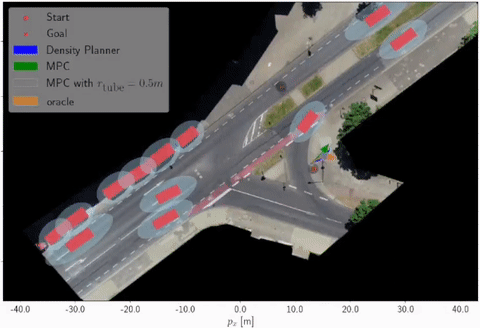 Start
Goal
Density Planner
MPC
MPC with r_tube = 0.5m
oracle
-40.0 -30.0 -20.0 -10.0 0.0 10.0 20.0 30.0 40.0
p_x [m]